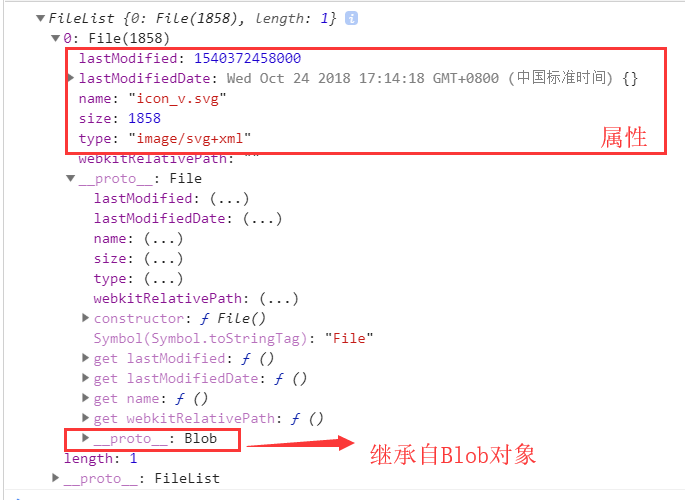 FileList {0: File(1858), length: 1} i
0: File(1858)
lastModified: 1540372458000
lastModifiedDate: Wed Oct 24 2018 17:14:18 GMT+0800 (中国标准时间) {}
name: "icon_v.svg"
size: 1858
type: "image/svg+xml"
属性
webkitRelativePath: ""
__proto__: File
lastModified: (...)
lastModifiedDate: (...)
name: (...)
size: (...)
type: (...)
webkitRelativePath: (...)
constructor: ƒ File()
Symbol(Symbol.toStringTag): "File"
get lastModified: ƒ ()
get lastModifiedDate: ƒ ()
get name: ƒ ()
get webkitRelativePath: ƒ ()
__proto__: Blob
继承自Blob对象
length: 1
__proto__: FileList